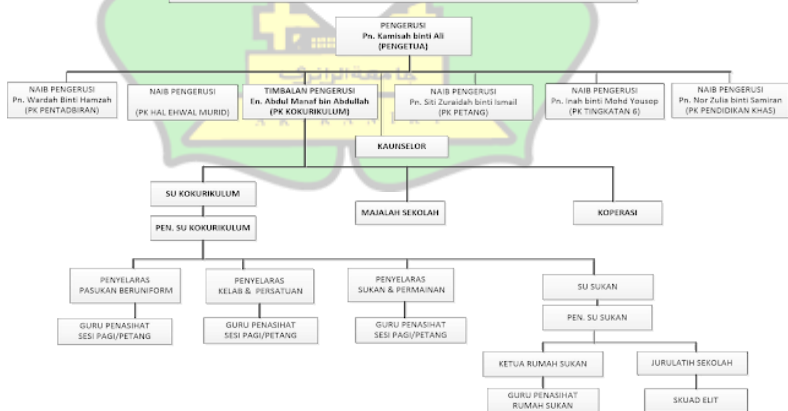 PENGERUSI
Pn. Kamisah binti Ali
(PENGETUA)
NAIB PENGERUSI
Pn. Wardah Binti Hamzah
(PK PENTADBIRAN)
NAIB PENGERUSI
(PK HAL EHWAL MURID)
TIMBALAN PENGERUSI
En. Abdul Manaf bin Abdullah
(PK KOKURIKULUM)
NAIB PENGERUSI
Pn. Siti Zuraidah binti Ismail
(PK PETANG)
NAIB PENGERUSI
Pn. Inah binti Mohd Yousop
(PK TINGKATAN 6)
NAIB PENGERUSI
Pn. Nor Zulia binti Samiran
(PK PENDIDIKAN KHAS)
جامعة الرانري
KAUNSELOR
SU KOKURIKULUM
MAJALAH SEKOLAH
KOPERASI
PEN. SU KOKURIKULUM
PENYELARAS
PASUKAN BERUNIFORM
PENYELARAS
KELAB & PERSATUAN
PENYELARAS
SUKAN & PERMAINAN
SU SUKAN
GURU PENASIHAT
SESI PAGI/PETANG
GURU PENASIHAT
SESI PAGI/PETANG
GURU PENASIHAT
SESI PAGI/PETANG
PEN. SU SUKAN
KETUA RUMAH SUKAN
JURULATIH SEKOLAH
GURU PENASIHAT
RUMAH SUKAN
SKUAD ELIT